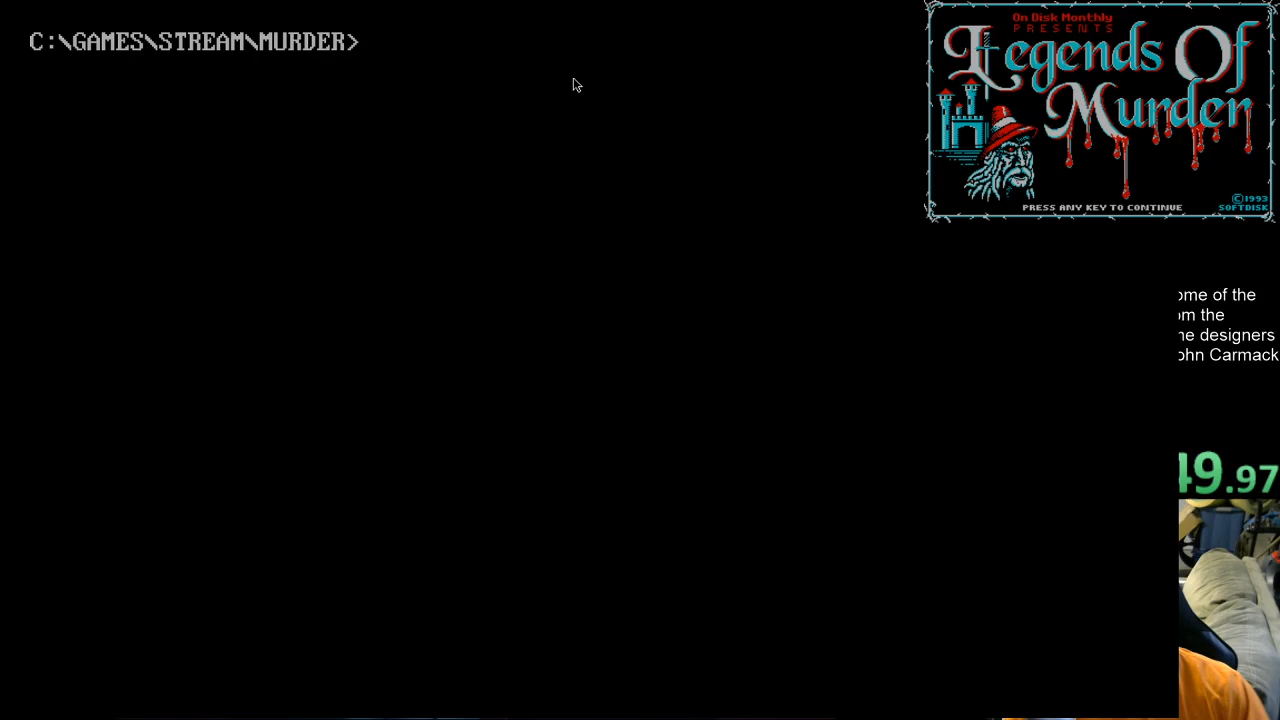 C:\GAMES\STREAM\MURDER>
On Disk Monthly
PRESENTS
Legends Of
Murder
©1993
PRESS ANY KEY TO CONTINUE
SOFTDISK
ome of the
om the
ne designers
ohn Carmack
49.97